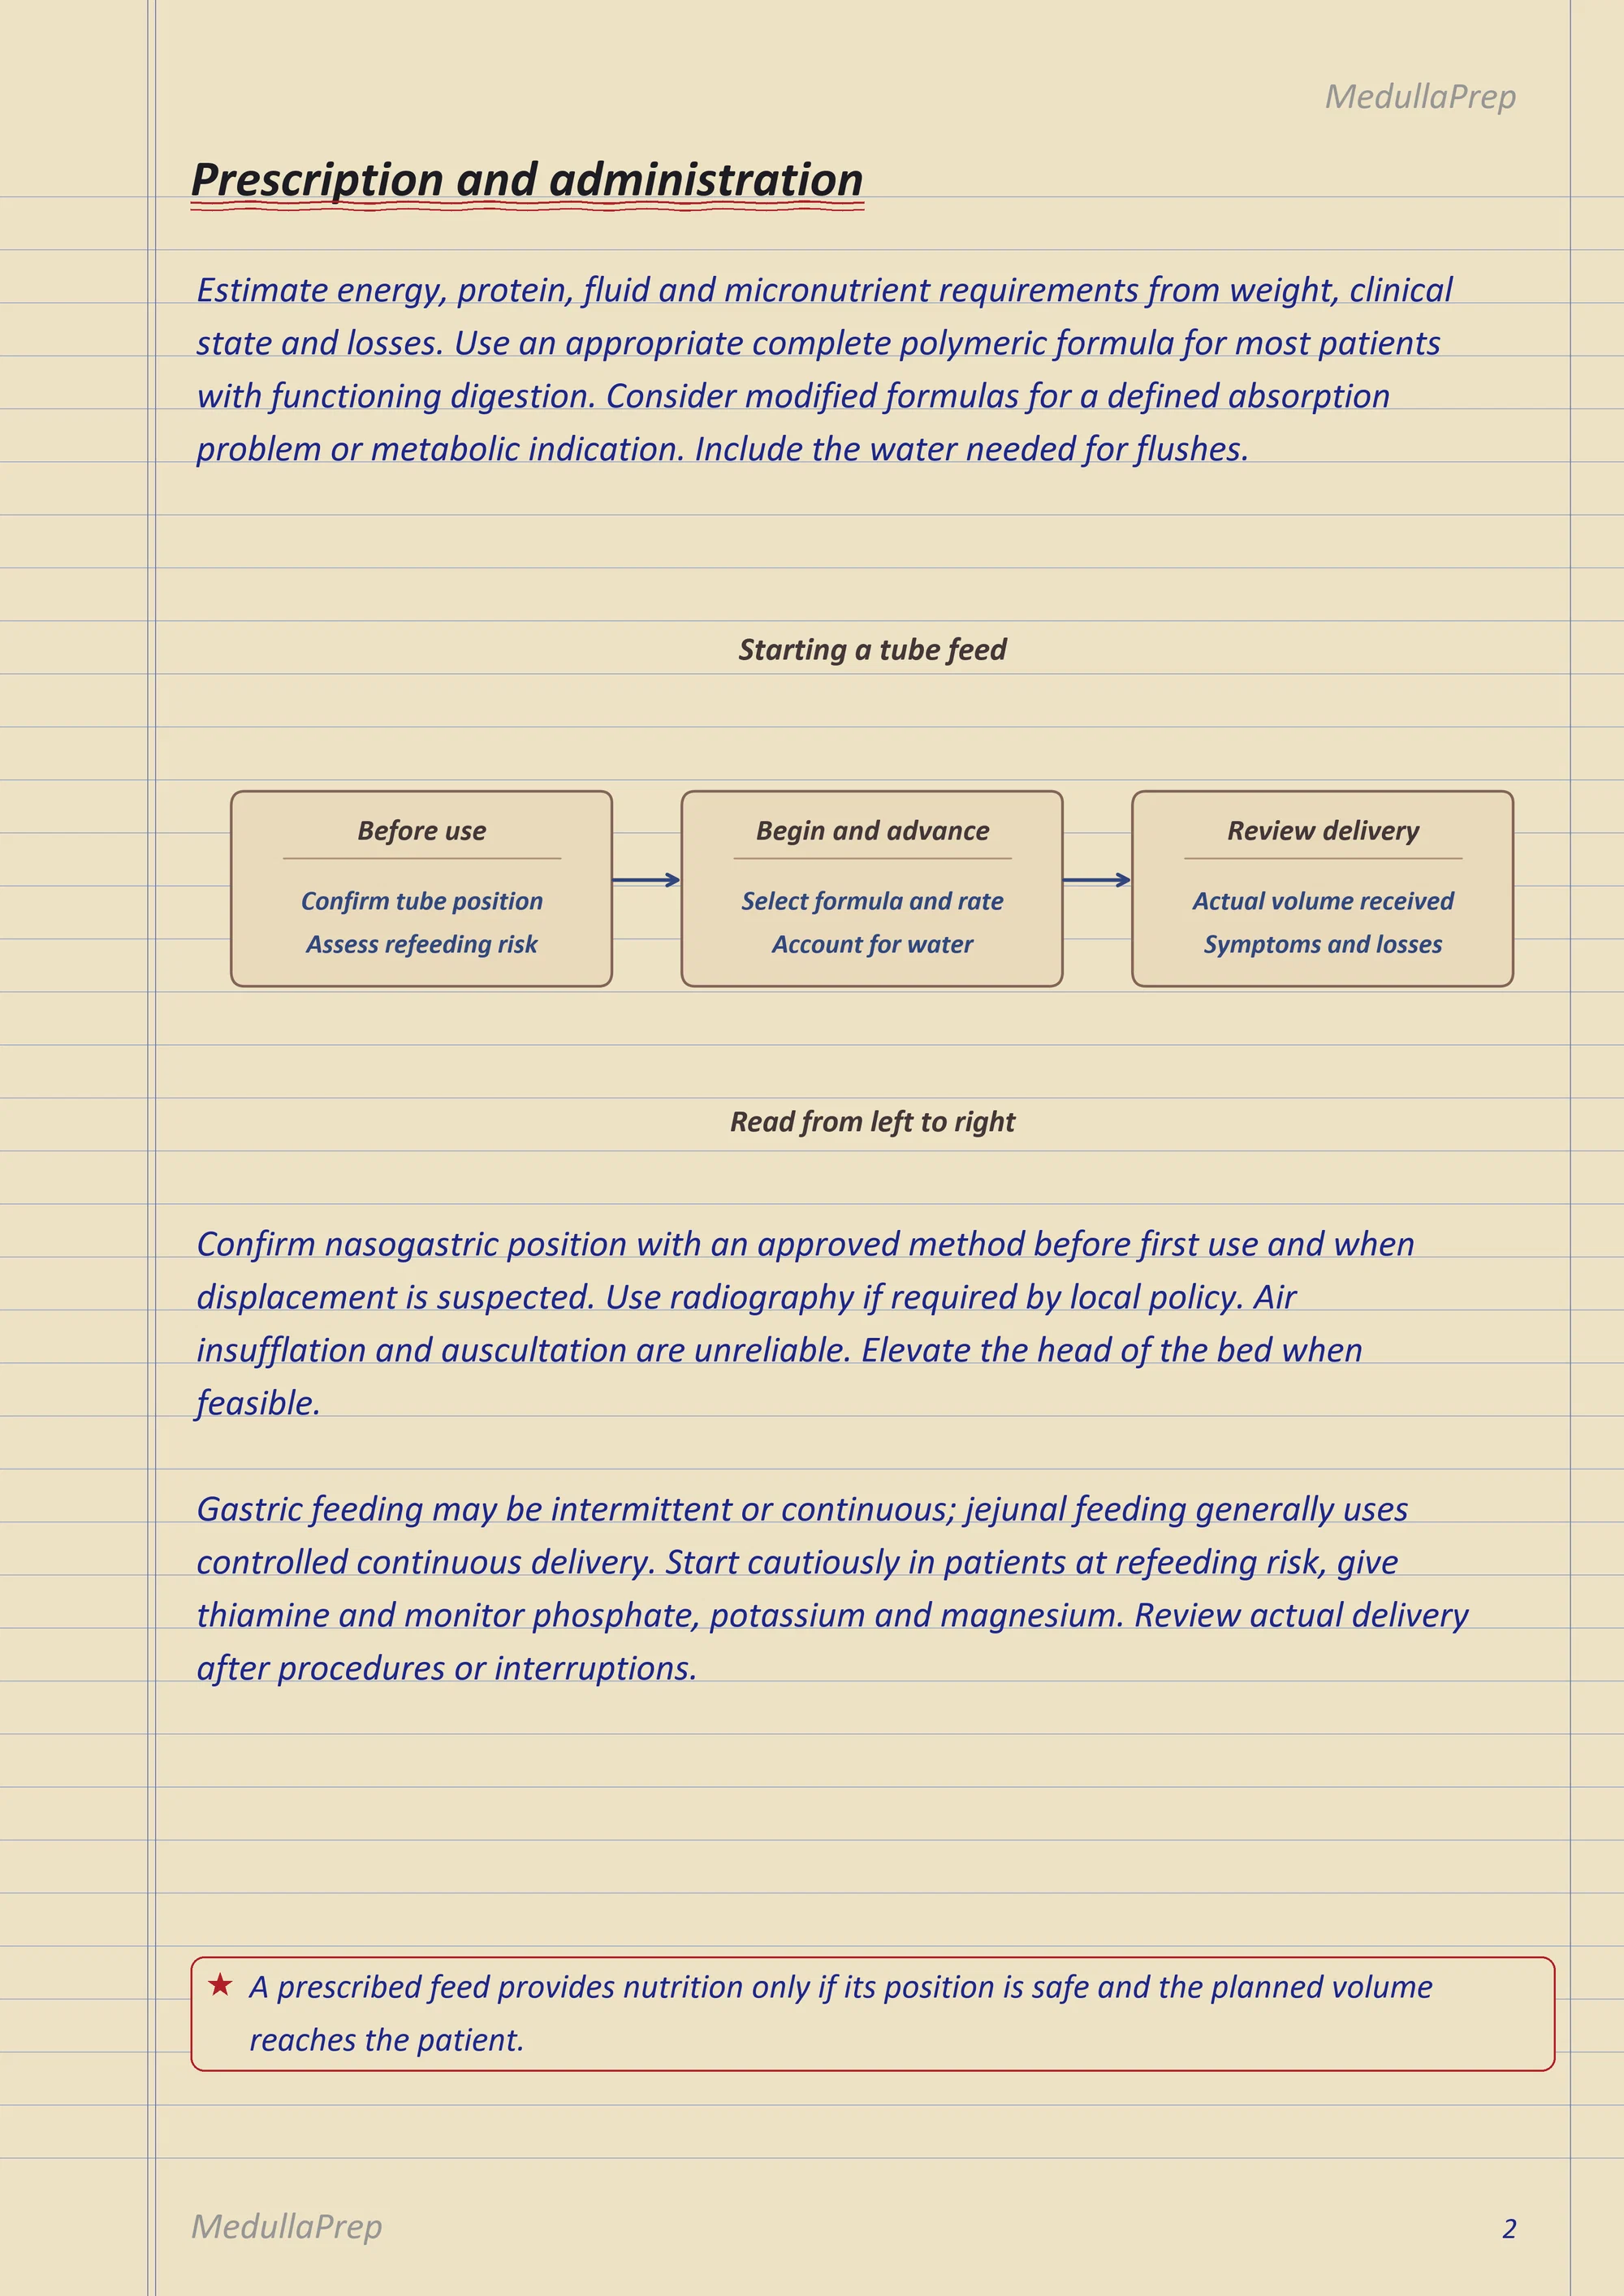 MedullaPrep
Prescription and administration
Estimate energy, protein, fluid and micronutrient requirements from weight, clinical
state and losses. Use an appropriate complete polymeric formula for most patients
with functioning digestion. Consider modified formulas for a defined absorption
problem or metabolic indication. Include the water needed for flushes.
Starting a tube feed
Before use
Confirm tube position
Assess refeeding risk
Begin and advance
Select formula and rate
Account for water
Review delivery
Actual volume received
Symptoms and losses
Read from left to right
Confirm nasogastric position with an approved method before first use and when
displacement is suspected. Use radiography if required by local policy. Air
insufflation and auscultation are unreliable. Elevate the head of the bed when
feasible.
Gastric feeding may be intermittent or continuous; jejunal feeding generally uses
controlled continuous delivery. Start cautiously in patients at refeeding risk, give
thiamine and monitor phosphate, potassium and magnesium. Review actual delivery
after procedures or interruptions.
★ A prescribed feed provides nutrition only if its position is safe and the planned volume
reaches the patient.
MedullaPrep
2